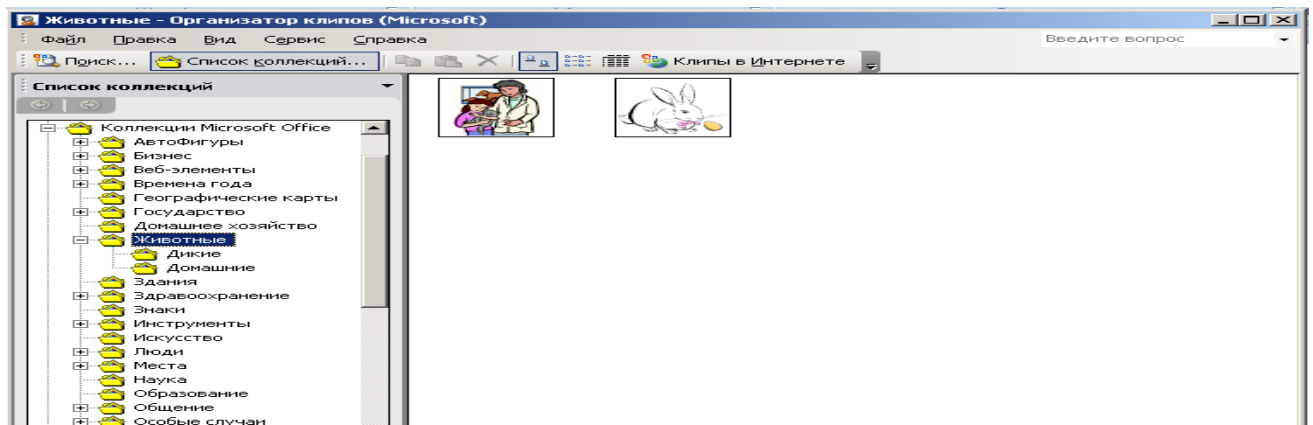 Животные - Организатор клипов (Microsoft)
Файл Правка Вид Сервис Справка Введите вопрос
Поиск... Список коллекций... Клипы в Интернете
Список коллекций
Коллекции Microsoft Office
АвтоФигуры
Бизнес
Веб-элементы
Времена года
Географические карты
Государство
Домашнее хозяйство
Животные
Дикие
Домашние
Здания
Здравоохранение
Знаки
Инструменты
Искусство
Люди
Места
Наука
Образование
Общение
Особые случаи